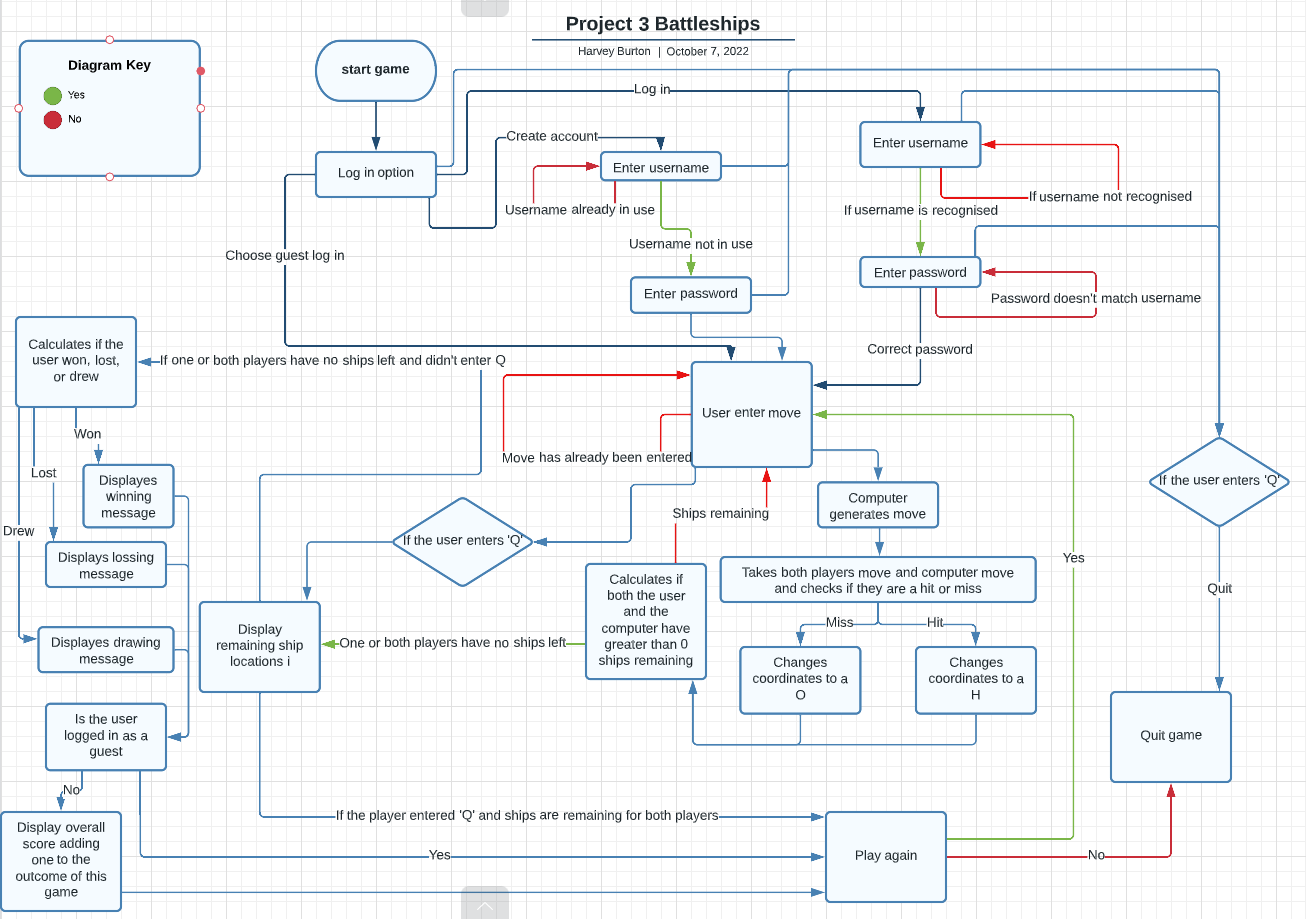 Project 3 Battleships
Harvey Burton | October 7, 2022
Diagram Key
Yes
No
start game
Log in
Create account
Enter username
Enter username
Log in option
If username not recognised
Username already in use
If username is recognised
Username not in use
Choose guest log in
Enter password
Password doesn't match username
Enter password
Correct password
Calculates if the
user won, lost,
or drew
If one or both players have no ships left and didn't enter Q
User enter move
Won
Move has already been entered
Lost
Displayes
winning
message
If the user enters 'Q'
Computer
generates move
Ships remaining
Drew
If the user enters 'Q'
Displays lossing
message
Yes
Takes both players move and computer move
and checks if they are a hit or miss
Calculates if
both the user
and the
computer have
greater than 0
ships remaining
Quit
Miss
Hit
Displayes drawing
message
Display
remaining ship
locations i
One or both players have no ships left
Changes
coordinates to a
O
Changes
coordinates to a
H
Is the user
logged in as a
guest
Quit game
No
If the player entered 'Q' and ships are remaining for both players
Display overall
score adding
one to the
outcome of this
game
Yes
Play again
No